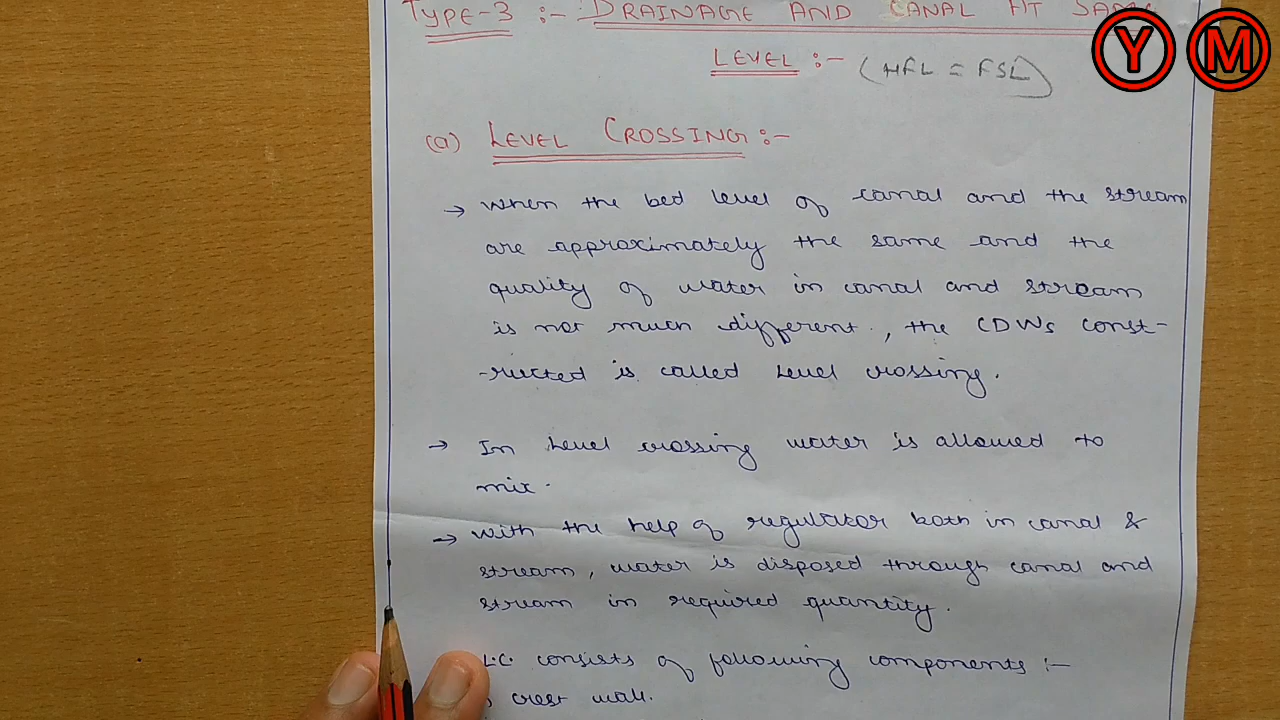 TYPE-3 :- DRAINAGE AND CANAL AT SAME
LEVEL :- (HFL = FSL)
Y M
(a) LEVEL CROSSING :-
→ When the bed level of canal and the stream
are approximately the same and the
quality of water in canal and stream
is not much different, the CDWs const-
-ructed is called level crossing.
→ In level crossing water is allowed to
mix.
→ with the help of regulator both in canal &
stream, water is disposed through canal and
stream in required quantity.
L.C. consists of following components :-
crest wall.